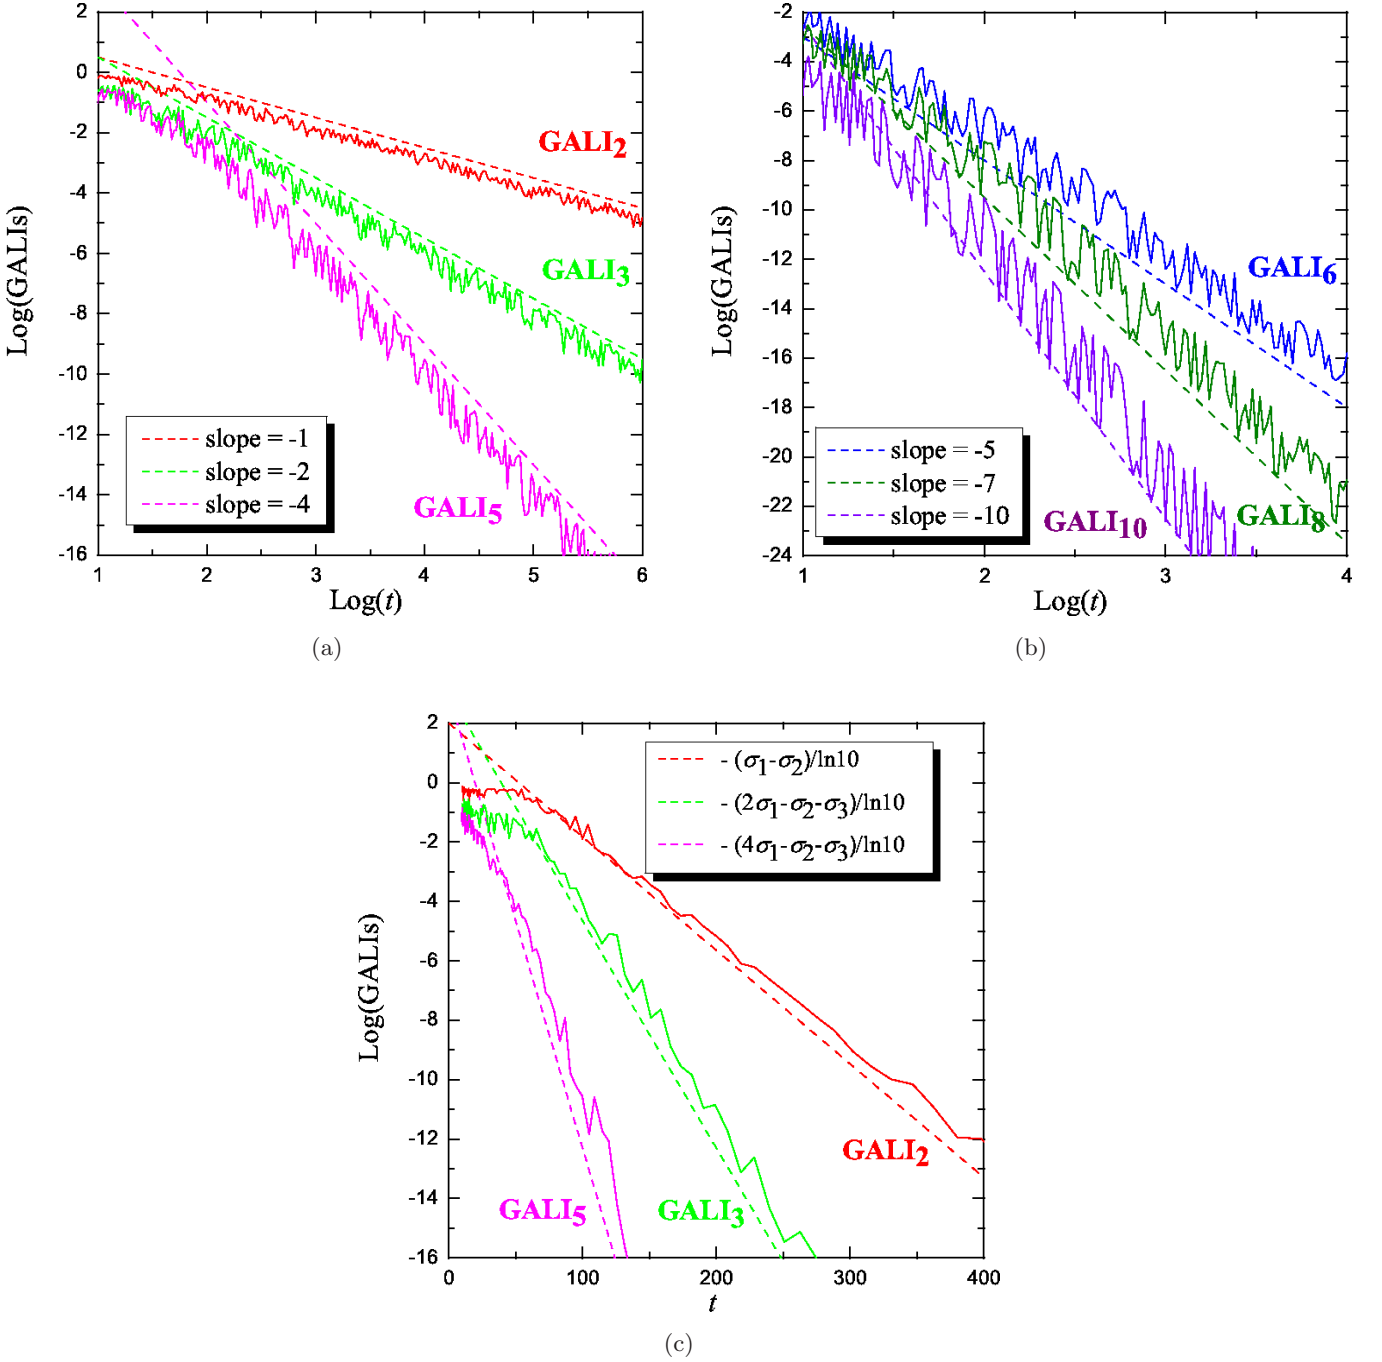 2
0
-2
-4
-6
-8
-10
-12
-14
-16
Log(GALIs)
GALI2
GALI3
GALI5
slope = -1
slope = -2
slope = -4
1 2 3 4 5 6
Log(t)
(a)
-2
-4
-6
-8
-10
-12
-14
-16
-18
-20
-22
-24
Log(GALIs)
GALI6
GALI8
GALI10
slope = -5
slope = -7
slope = -10
1 2 3 4
Log(t)
(b)
2
0
-2
-4
-6
-8
-10
-12
-14
-16
Log(GALIs)
- (σ1-σ2)/ln10
- (2σ1-σ2-σ3)/ln10
- (4σ1-σ2-σ3)/ln10
GALI2
GALI5
GALI3
0 100 200 300 400
t
(c)